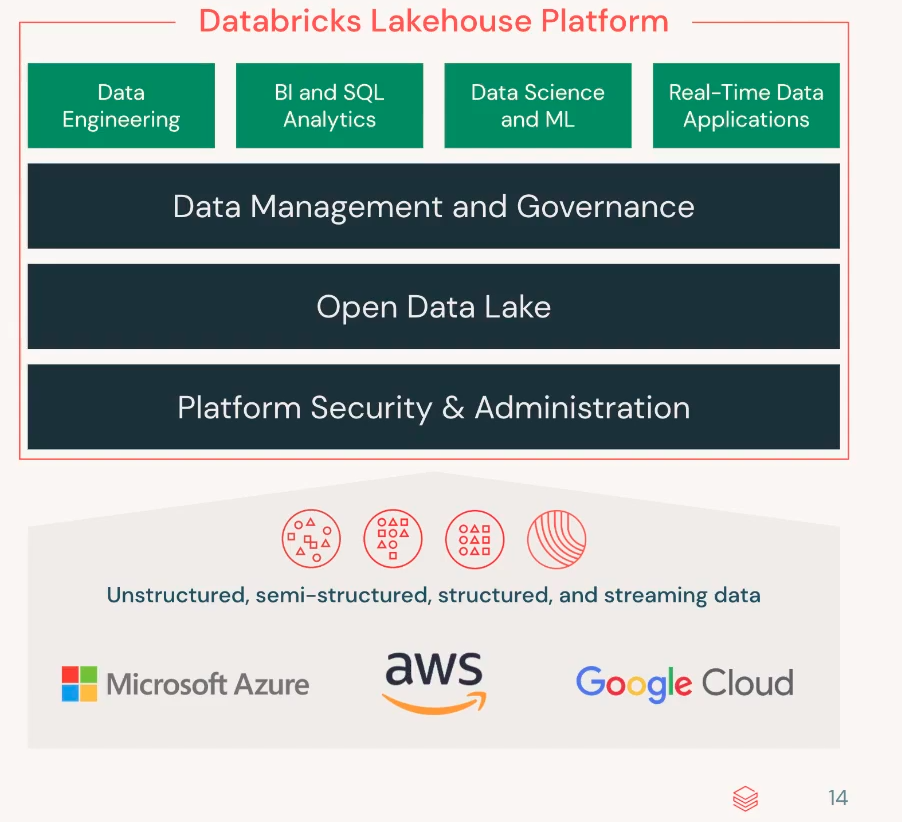 Databricks Lakehouse Platform
Data
Engineering
BI and SQL
Analytics
Data Science
and ML
Real-Time Data
Applications
Data Management and Governance
Open Data Lake
Platform Security & Administration
Unstructured, semi-structured, structured, and streaming data
Microsoft Azure
aws
Google Cloud
14